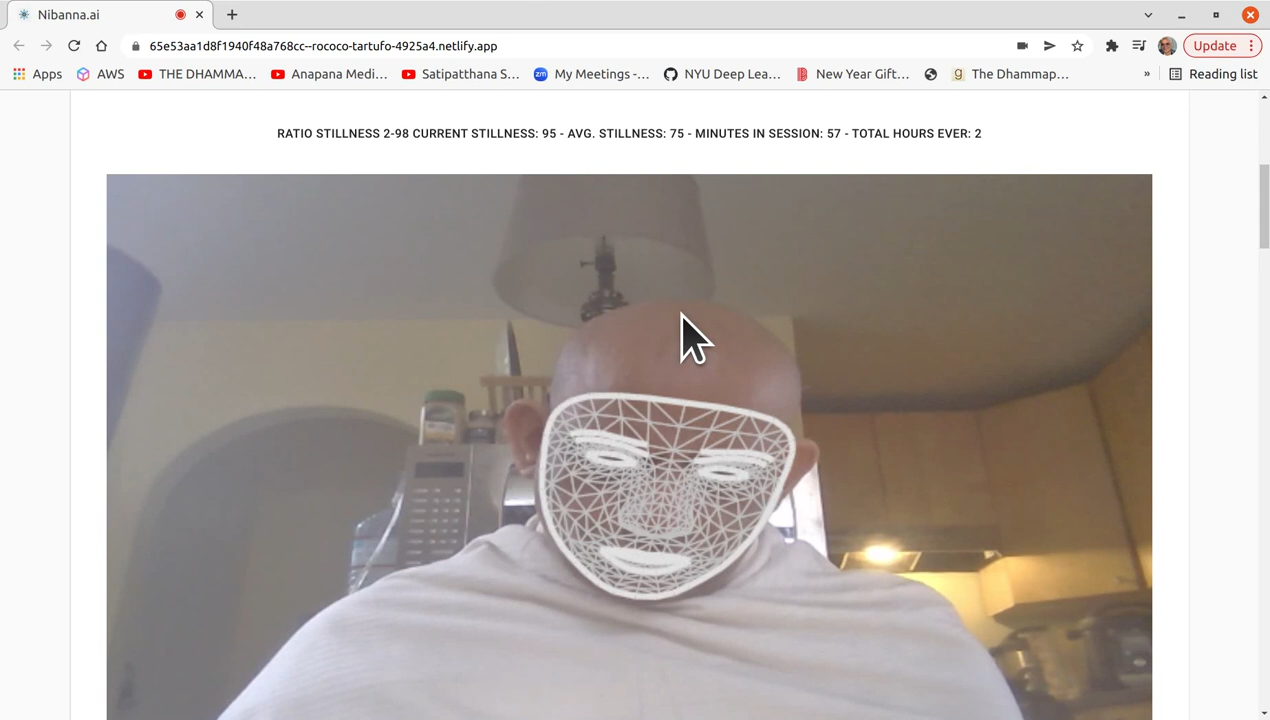 Nibanna.ai
65e53aa1d8f1940f48a768cc--rococo-tartufo-4925a4.netlify.app
Update
Apps AWS THE DHAMMA... Anapana Medi... Satipatthana S... zm My Meetings -... NYU Deep Lea... New Year Gift... g The Dhammap... » Reading list
RATIO STILLNESS 2-98 CURRENT STILLNESS: 95 - AVG. STILLNESS: 75 - MINUTES IN SESSION: 57 - TOTAL HOURS EVER: 2